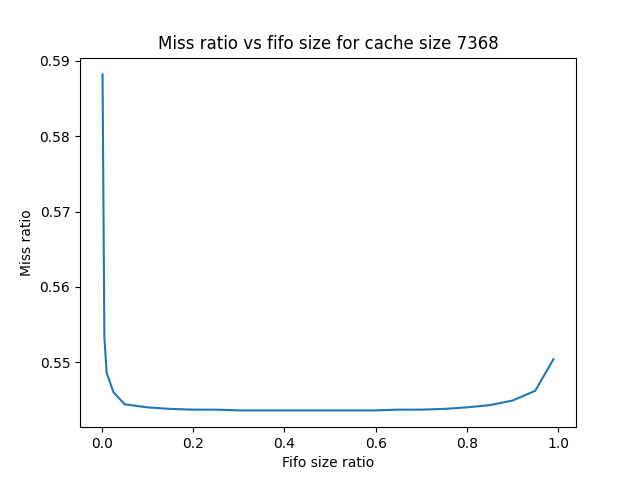 Miss ratio vs fifo size for cache size 7368
0.59
0.58
0.57
0.56
0.55
Miss ratio
0.0 0.2 0.4 0.6 0.8 1.0
Fifo size ratio